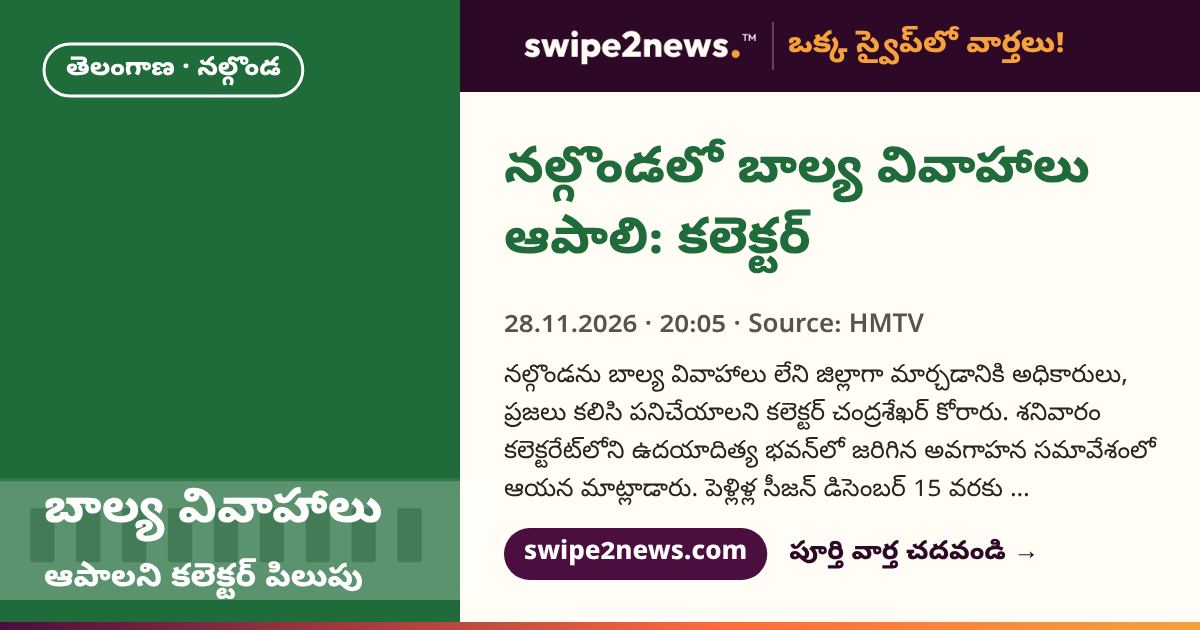 తెలంగాణ · నల్గొండ
swipe2news.™ ఒక్క స్వైప్‌లో వార్తలు!
నల్గొండలో బాల్య వివాహాలు
ఆపాలి: కలెక్టర్
28.11.2026 · 20:05 · Source: HMTV
నల్గొండను బాల్య వివాహాలు లేని జిల్లాగా మార్చడానికి అధికారులు,
ప్రజలు కలిసి పనిచేయాలని కలెక్టర్ చంద్రశేఖర్ కోరారు. శనివారం
కలెక్టరేట్‌లోని ఉదయాదిత్య భవన్‌లో జరిగిన అవగాహన సమావేశంలో
ఆయన మాట్లాడారు. పెళ్లిళ్ల సీజన్ డిసెంబర్ 15 వరకు ...
బాల్య వివాహాలు
ఆపాలని కలెక్టర్ పిలుపు
swipe2news.com పూర్తి వార్త చదవండి →